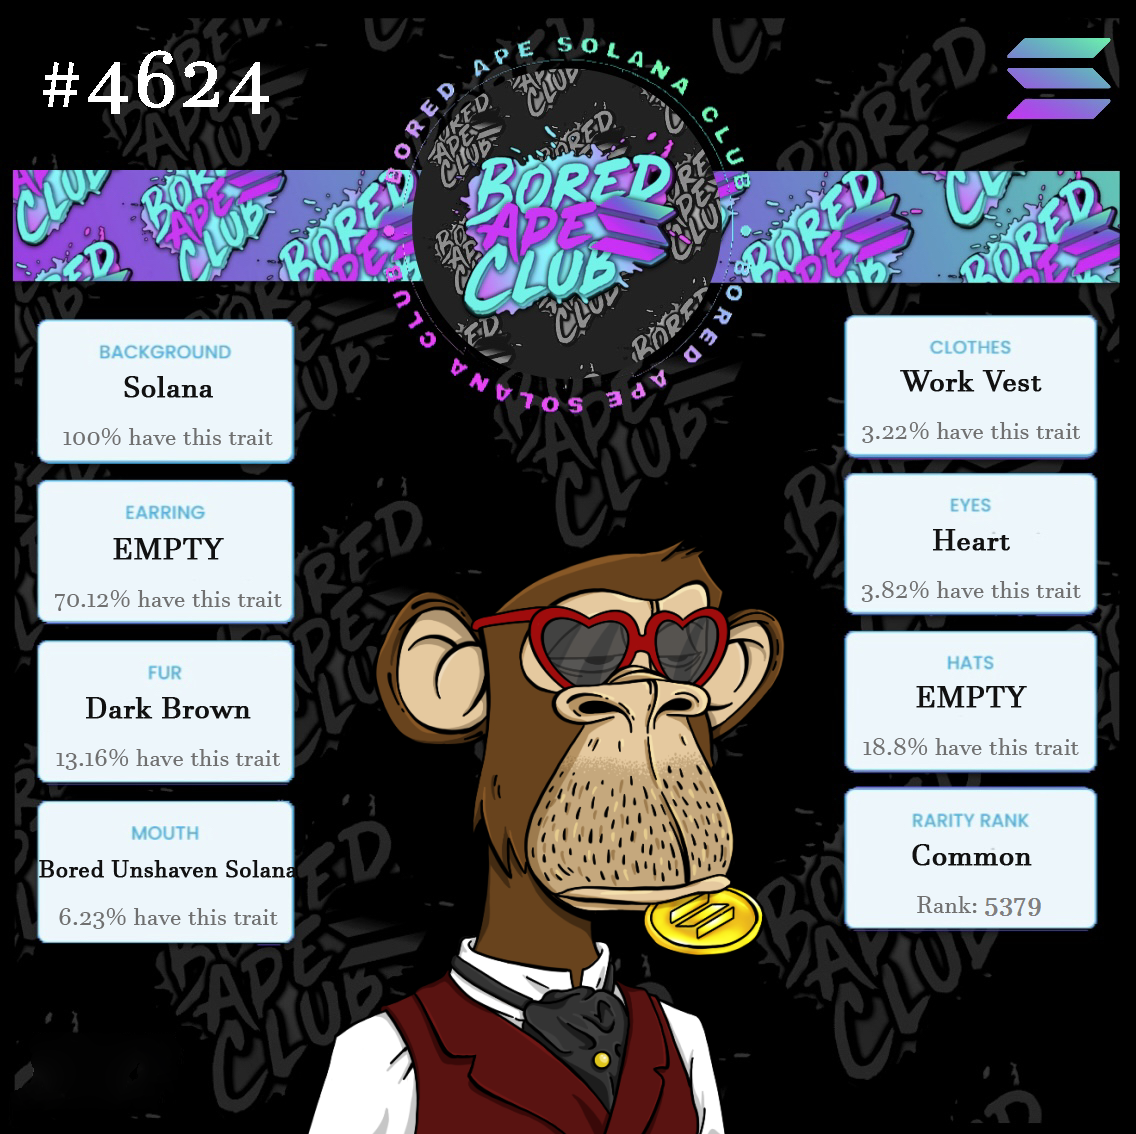 #4624
BORED APE SOLANA CLUB
BORED APE SOLANA CLUB
BORED
APE
CLUB
BACKGROUND
Solana
100% have this trait
EARRING
EMPTY
70.12% have this trait
FUR
Dark Brown
13.16% have this trait
MOUTH
Bored Unshaven Solana
6.23% have this trait
CLOTHES
Work Vest
3.22% have this trait
EYES
Heart
3.82% have this trait
HATS
EMPTY
18.8% have this trait
RARITY RANK
Common
Rank: 5379